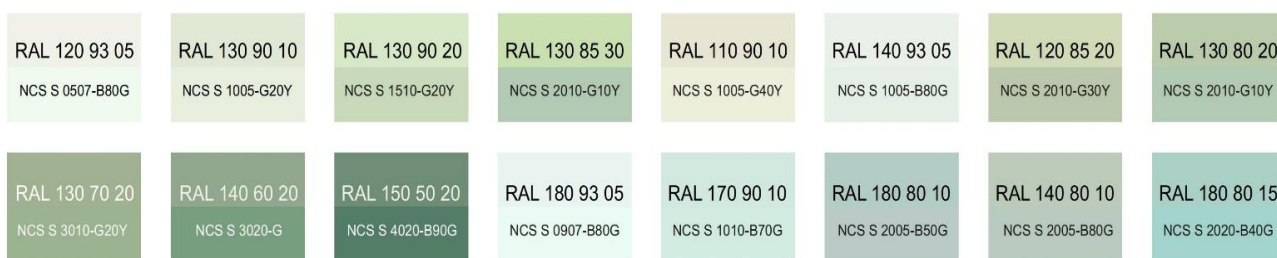 RAL 120 93 05
NCS S 0507-B80G
RAL 130 90 10
NCS S 1005-G20Y
RAL 130 90 20
NCS S 1510-G20Y
RAL 130 85 30
NCS S 2010-G10Y
RAL 110 90 10
NCS S 1005-G40Y
RAL 140 93 05
NCS S 1005-B80G
RAL 120 85 20
NCS S 2010-G30Y
RAL 130 80 20
NCS S 2010-G10Y
RAL 130 70 20
NCS S 3010-G20Y
RAL 140 60 20
NCS S 3020-G
RAL 150 50 20
NCS S 4020-B90G
RAL 180 93 05
NCS S 0907-B80G
RAL 170 90 10
NCS S 1010-B70G
RAL 180 80 10
NCS S 2005-B50G
RAL 140 80 10
NCS S 2005-B80G
RAL 180 80 15
NCS S 2020-B40G